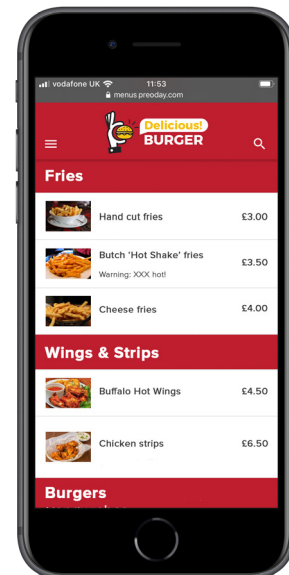 vodafone UK
11:53
menus.preoday.com
Delicious!
BURGER
Fries
Hand cut fries
£3.00
Butch 'Hot Shake' fries
£3.50
Warning: XXX hot!
Cheese fries
£4.00
Wings & Strips
Buffalo Hot Wings
£4.50
Chicken strips
£6.50
Burgers